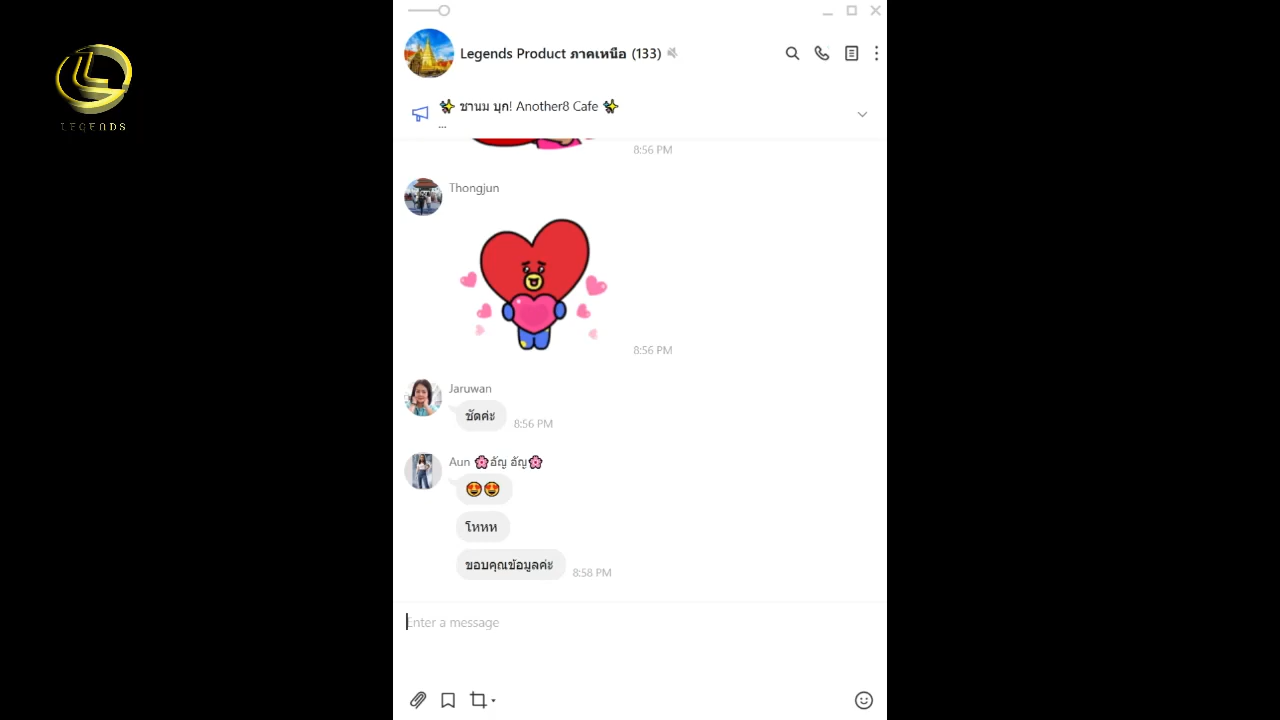 LEGENDS
Legends Product ภาคเหนือ (133)
✨ ชานม บุก! Another8 Cafe ✨
...
8:56 PM
Thongjun
8:56 PM
Jaruwan
ชัดค่ะ
8:56 PM
Aun 🌸อัญ อัญ🌸
😍😍
โหหห
ขอบคุณข้อมูลค่ะ
8:58 PM
Enter a message